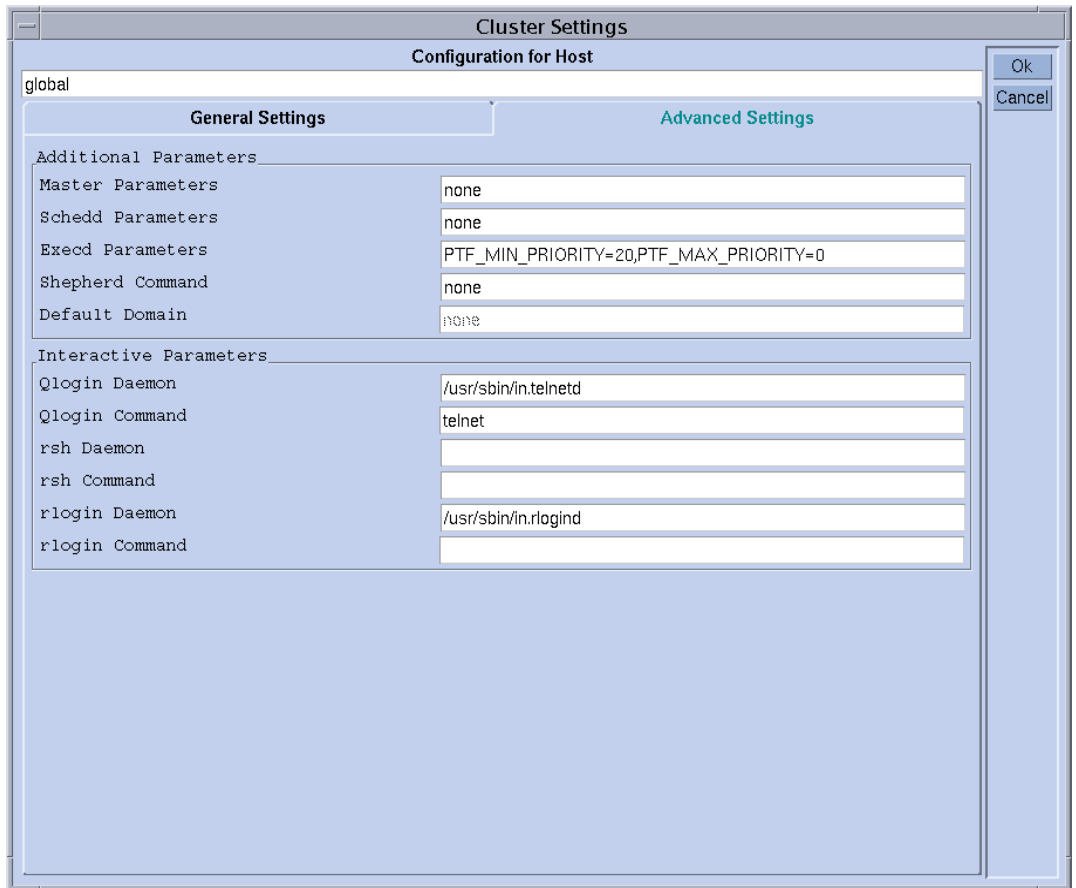 Cluster Settings
Configuration for Host
Ok
global
Cancel
General Settings Advanced Settings
Additional Parameters
Master Parameters none
Schedd Parameters none
Execd Parameters PTF_MIN_PRIORITY=20,PTF_MAX_PRIORITY=0
Shepherd Command none
Default Domain none
Interactive Parameters
Qlogin Daemon /usr/sbin/in.telnetd
Qlogin Command telnet
rsh Daemon
rsh Command
rlogin Daemon /usr/sbin/in.rlogind
rlogin Command